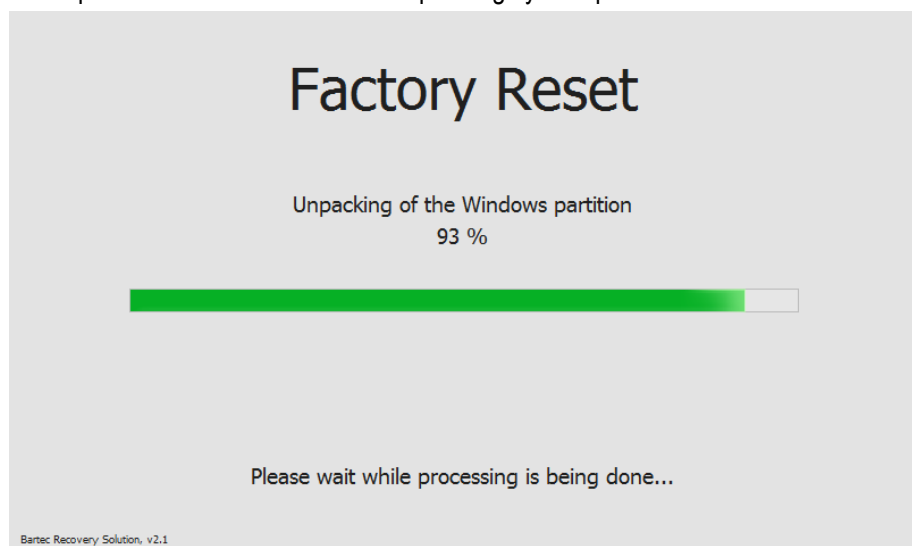 Factory Reset
Unpacking of the Windows partition
93 %
Please wait while processing is being done...
Bartec Recovery Solution, v2.1